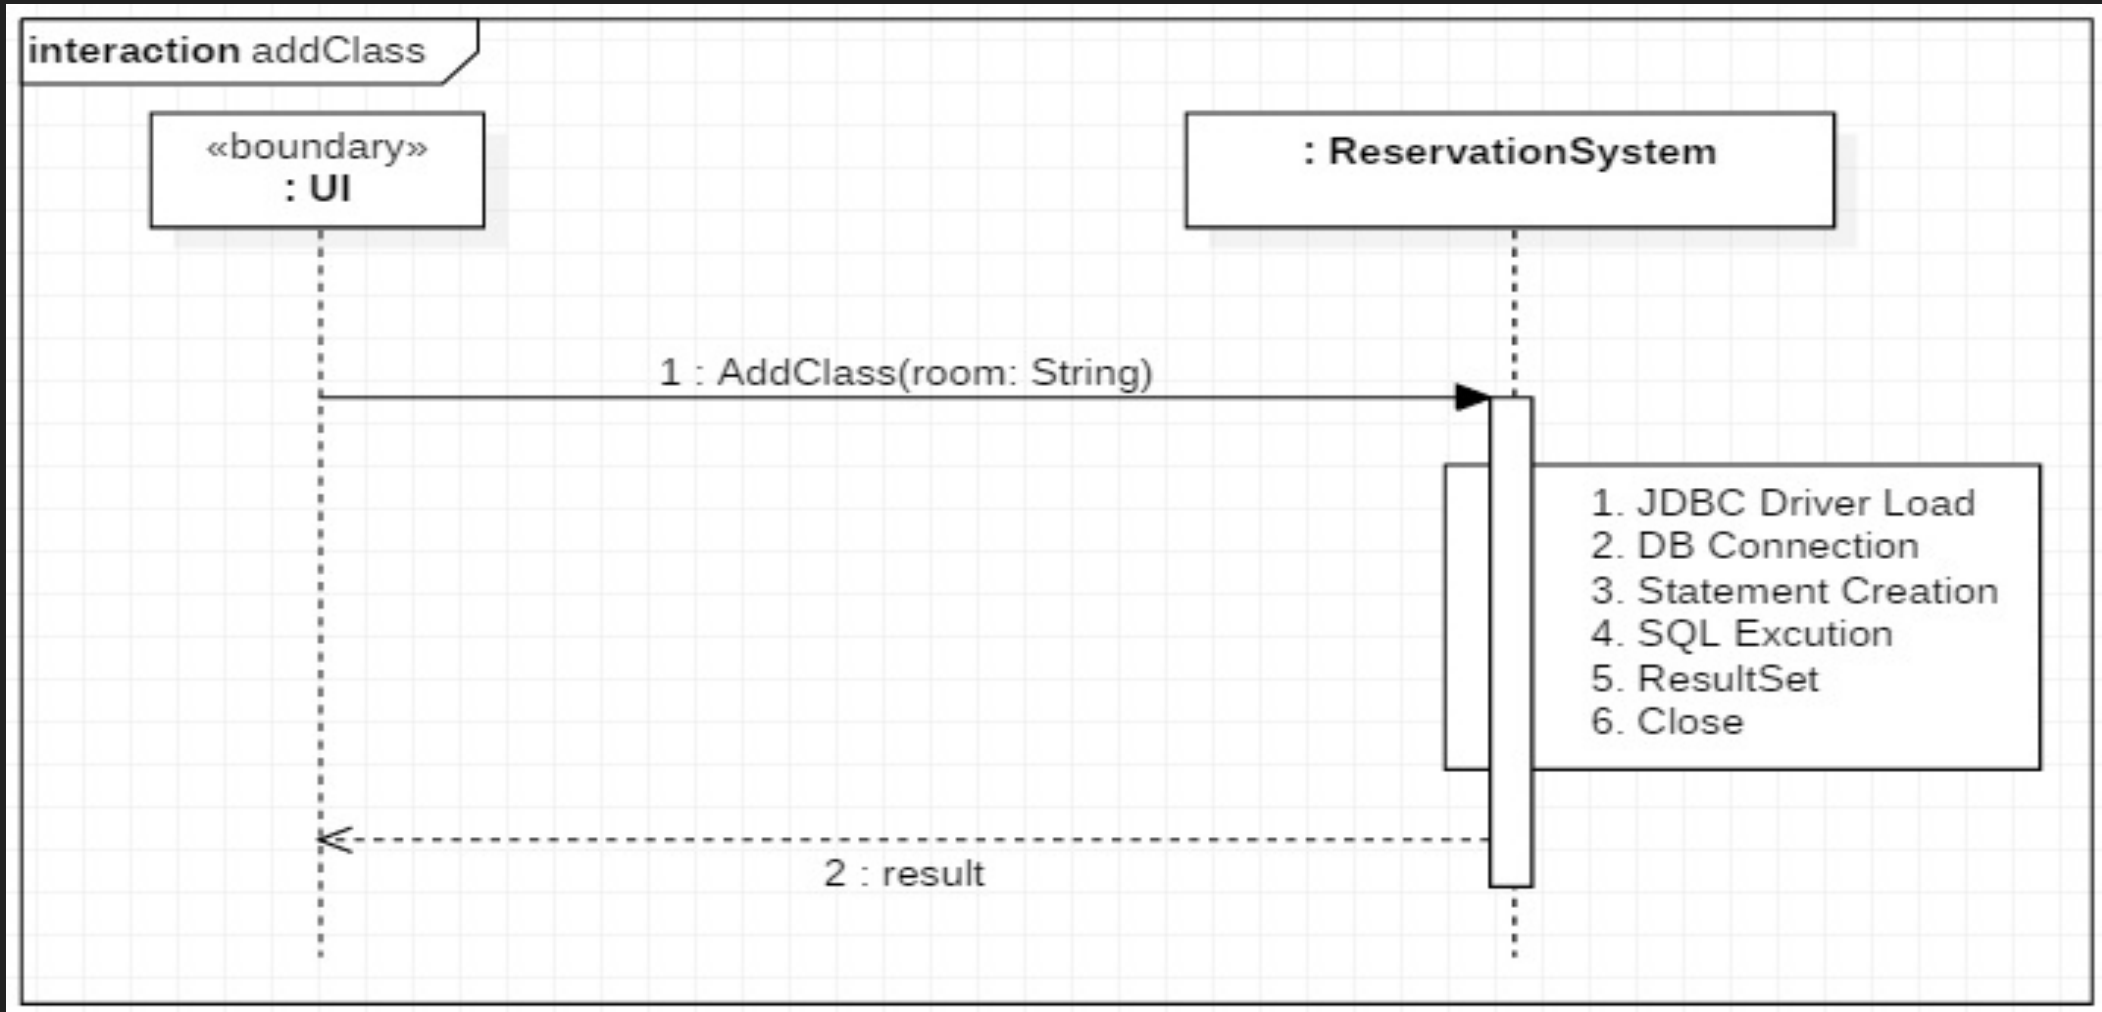 interaction addClass
«boundary»
: UI
: ReservationSystem
1 : AddClass(room: String)
1. JDBC Driver Load
2. DB Connection
3. Statement Creation
4. SQL Excution
5. ResultSet
6. Close
2 : result